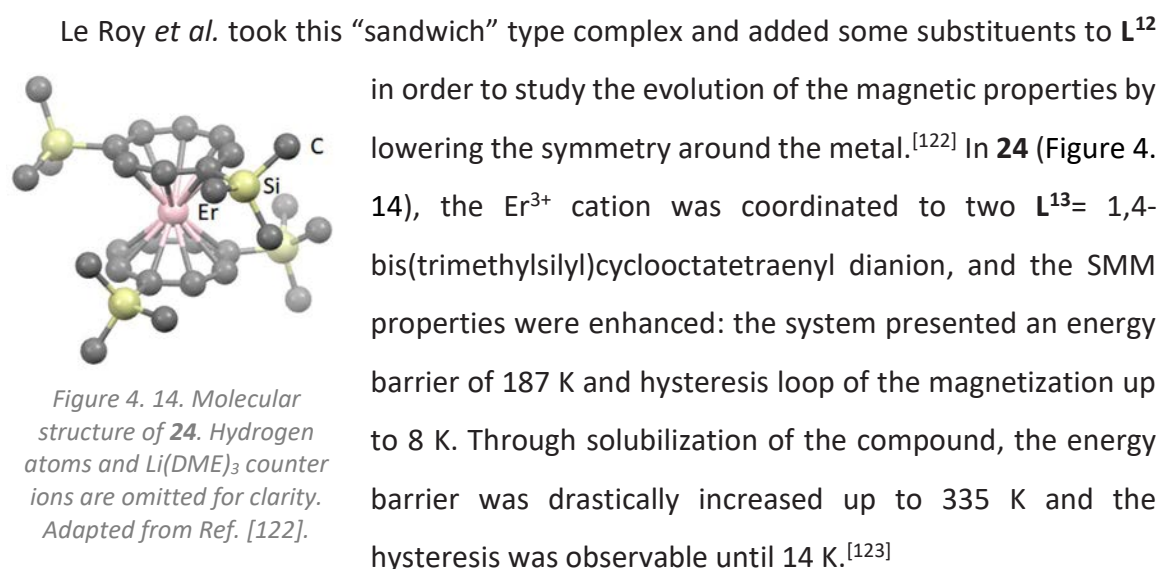 Le Roy et al. took this “sandwich” type complex and added some substituents to L¹²
in order to study the evolution of the magnetic properties by
lowering the symmetry around the metal.[122] In 24 (Figure 4.
14), the Er³⁺ cation was coordinated to two L¹³= 1,4-
bis(trimethylsilyl)cyclooctatetraenyl dianion, and the SMM
properties were enhanced: the system presented an energy
barrier of 187 K and hysteresis loop of the magnetization up
to 8 K. Through solubilization of the compound, the energy
barrier was drastically increased up to 335 K and the
hysteresis was observable until 14 K.[123]
C
Si
Er
Figure 4. 14. Molecular
structure of 24. Hydrogen
atoms and Li(DME)₃ counter
ions are omitted for clarity.
Adapted from Ref. [122].